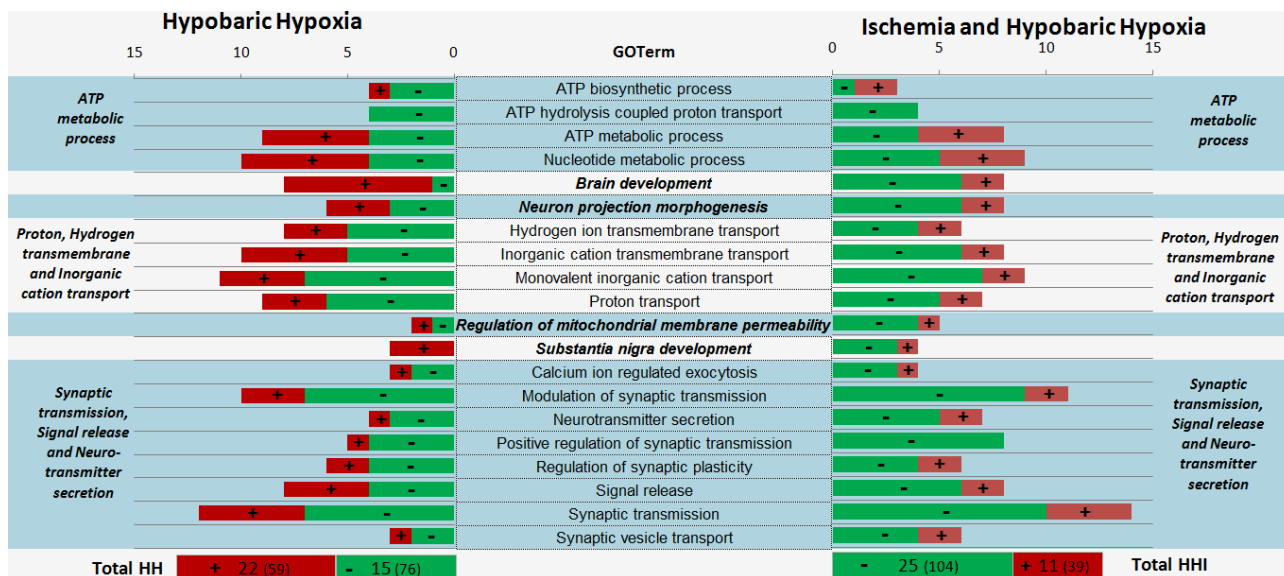 Hypobaric Hypoxia
Ischemia and Hypobaric Hypoxia
15 10 5 0 GOTerm 0 5 10 15
ATP
metabolic
process
+ - ATP biosynthetic process - +
- ATP hydrolysis coupled proton transport -
+ - ATP metabolic process - +
+ - Nucleotide metabolic process - +
ATP
metabolic
process
+ - Brain development - +
+ - Neuron projection morphogenesis - +
Proton, Hydrogen
transmembrane
and Inorganic
cation transport
+ - Hydrogen ion transmembrane transport - +
+ - Inorganic cation transmembrane transport - +
+ - Monovalent inorganic cation transport - +
+ - Proton transport - +
Proton, Hydrogen
transmembrane
and Inorganic
cation transport
+ - Regulation of mitochondrial membrane permeability - +
+ Substantia nigra development - +
Synaptic
transmission,
Signal release
and Neuro-
transmitter
secretion
+ - Calcium ion regulated exocytosis - +
+ - Modulation of synaptic transmission - +
+ - Neurotransmitter secretion - +
+ - Positive regulation of synaptic transmission -
+ - Regulation of synaptic plasticity - +
+ - Signal release - +
+ - Synaptic transmission - +
+ - Synaptic vesicle transport - +
Synaptic
transmission,
Signal release
and Neuro-
transmitter
secretion
Total HH + 22 (59) - 15 (76) - 25 (104) + 11 (39) Total HHI